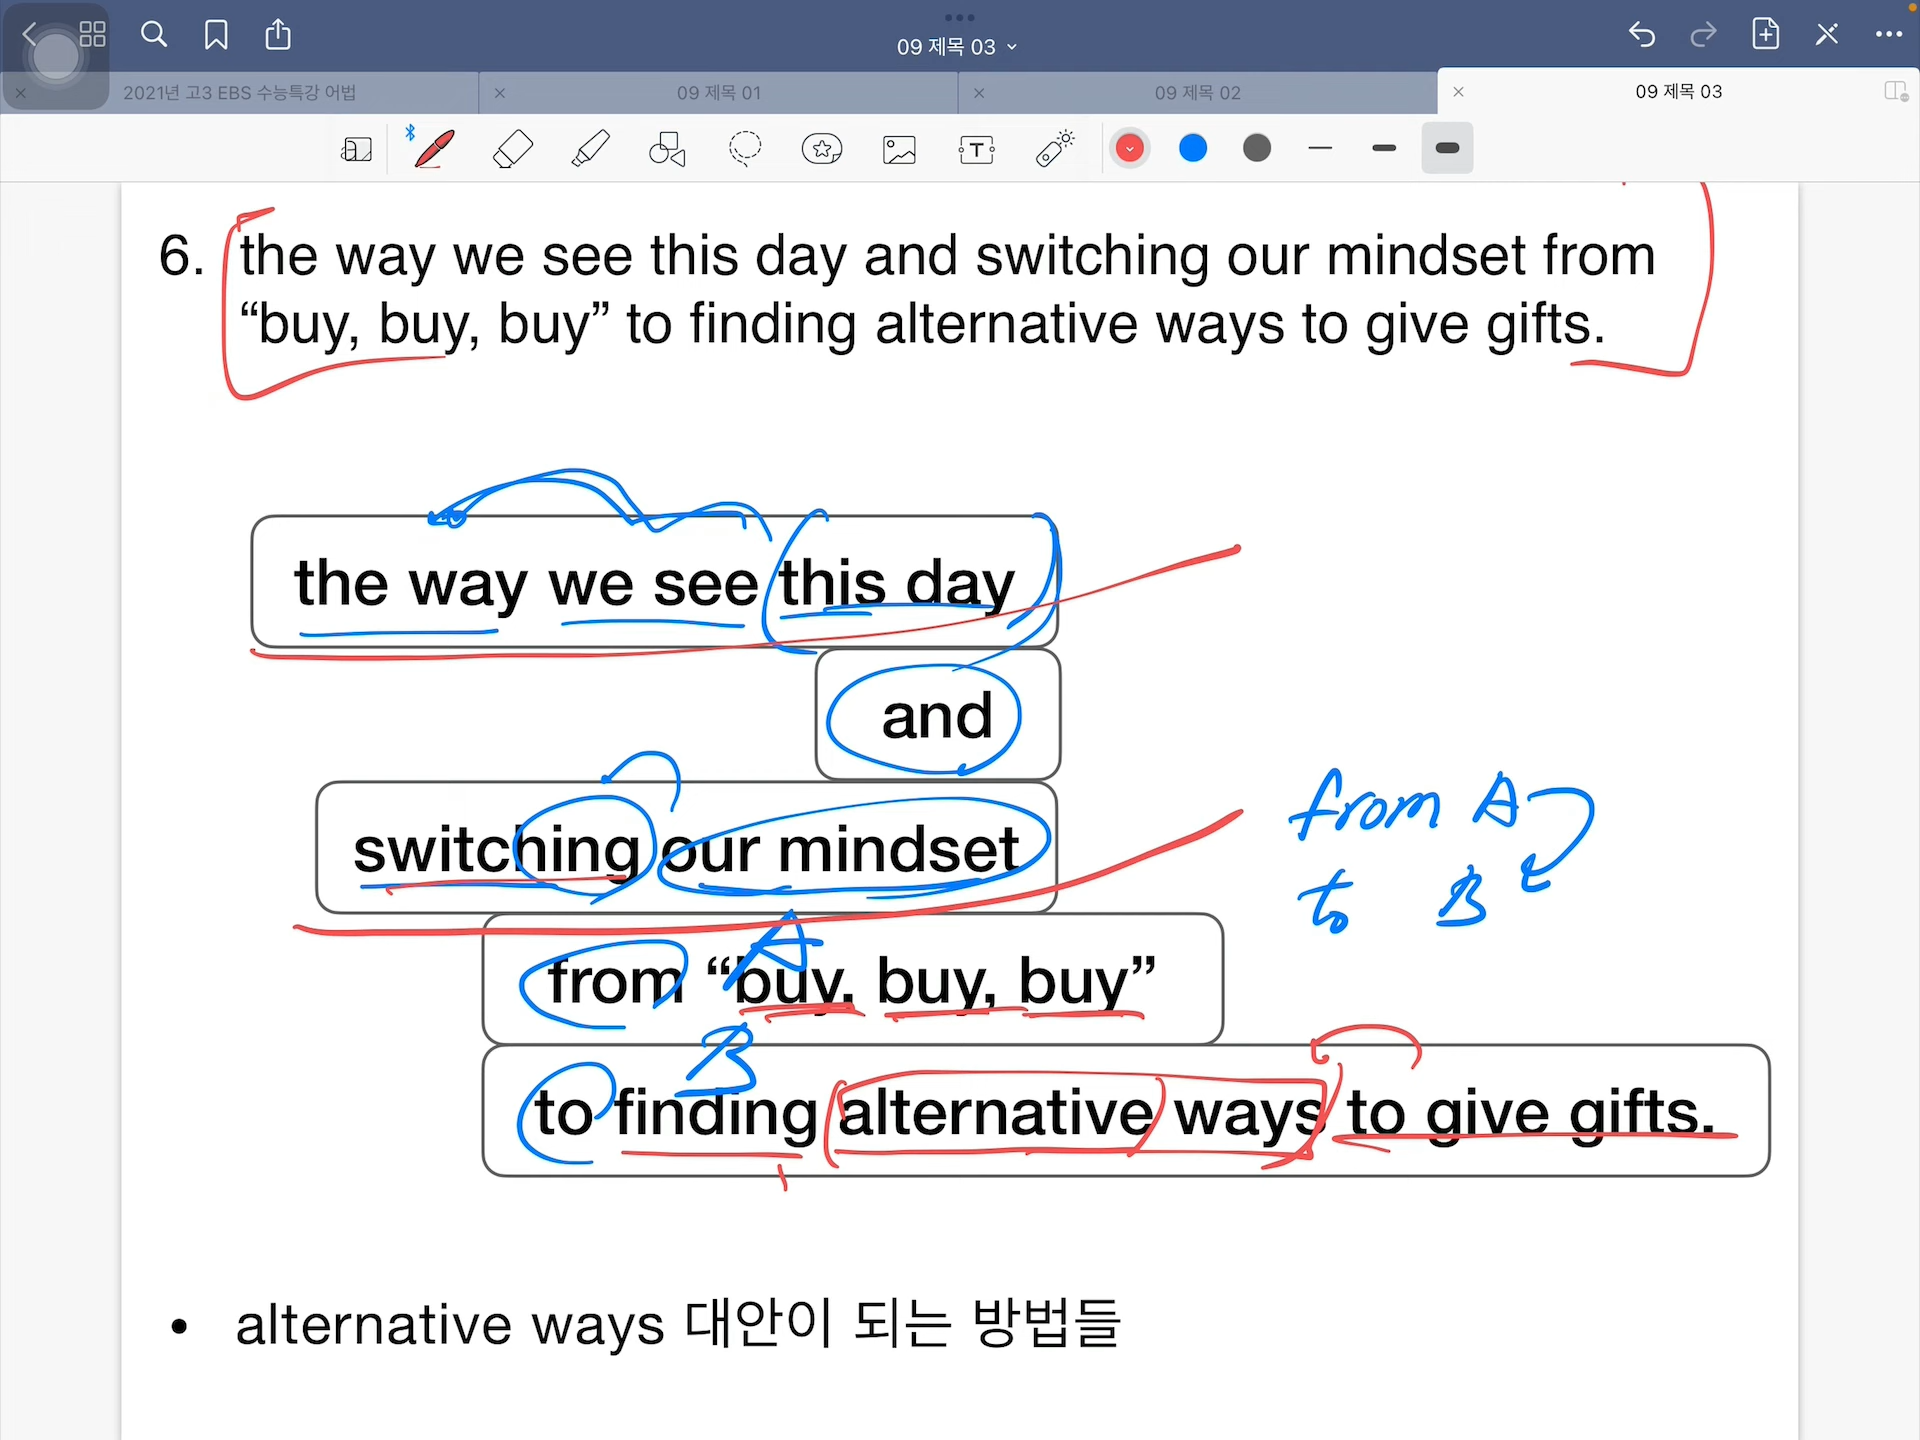 09 제목 03
2021년 고3 EBS 수능특강 어법
09 제목 01
09 제목 02
09 제목 03
6. the way we see this day and switching our mindset from
“buy, buy, buy” to finding alternative ways to give gifts.
the way we see this day
and
switching our mindset
from A
to B
A
from “buy, buy, buy”
B
to finding alternative ways to give gifts.
• alternative ways 대안이 되는 방법들